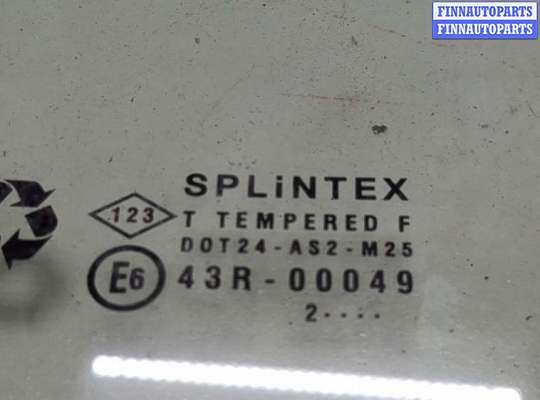 FINNAUTOPARTS
FINNAUTOPARTS
SPLiNTEX
123 T TEMPERED F
DOT24-AS2-M25
E6 43R-00049
2····